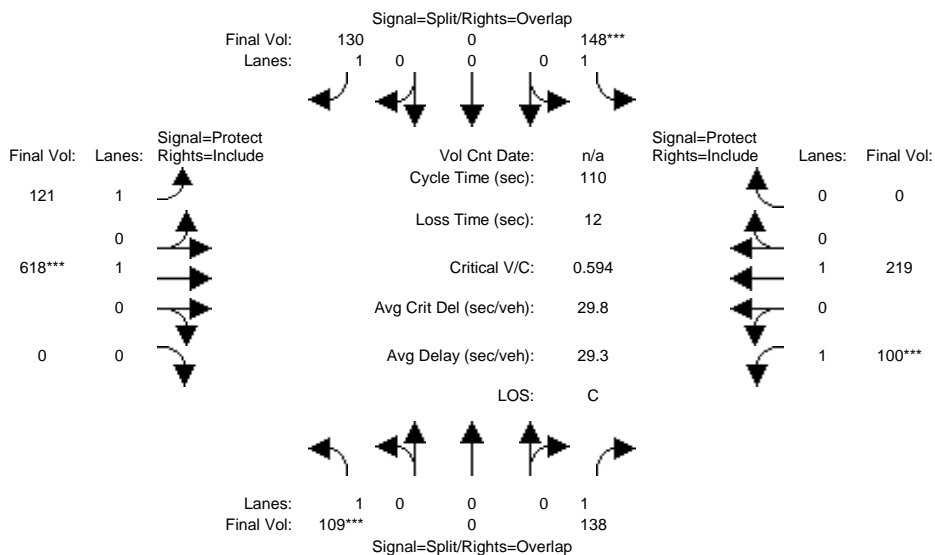 Signal=Split/Rights=Overlap
Final Vol: 130 0 148***
Lanes: 1 0 0 0 1
Signal=Protect
Final Vol: Lanes: Rights=Include
Vol Cnt Date: n/a
Signal=Protect
Rights=Include Lanes: Final Vol:
Cycle Time (sec): 110
121 1
0 0
Loss Time (sec): 12
0
0
618*** 1
Critical V/C: 0.594
1 219
0
Avg Crit Del (sec/veh): 29.8
0
0 0
Avg Delay (sec/veh): 29.3
1 100***
LOS: C
Lanes: 1 0 0 0 1
Final Vol: 109*** 0 138
Signal=Split/Rights=Overlap